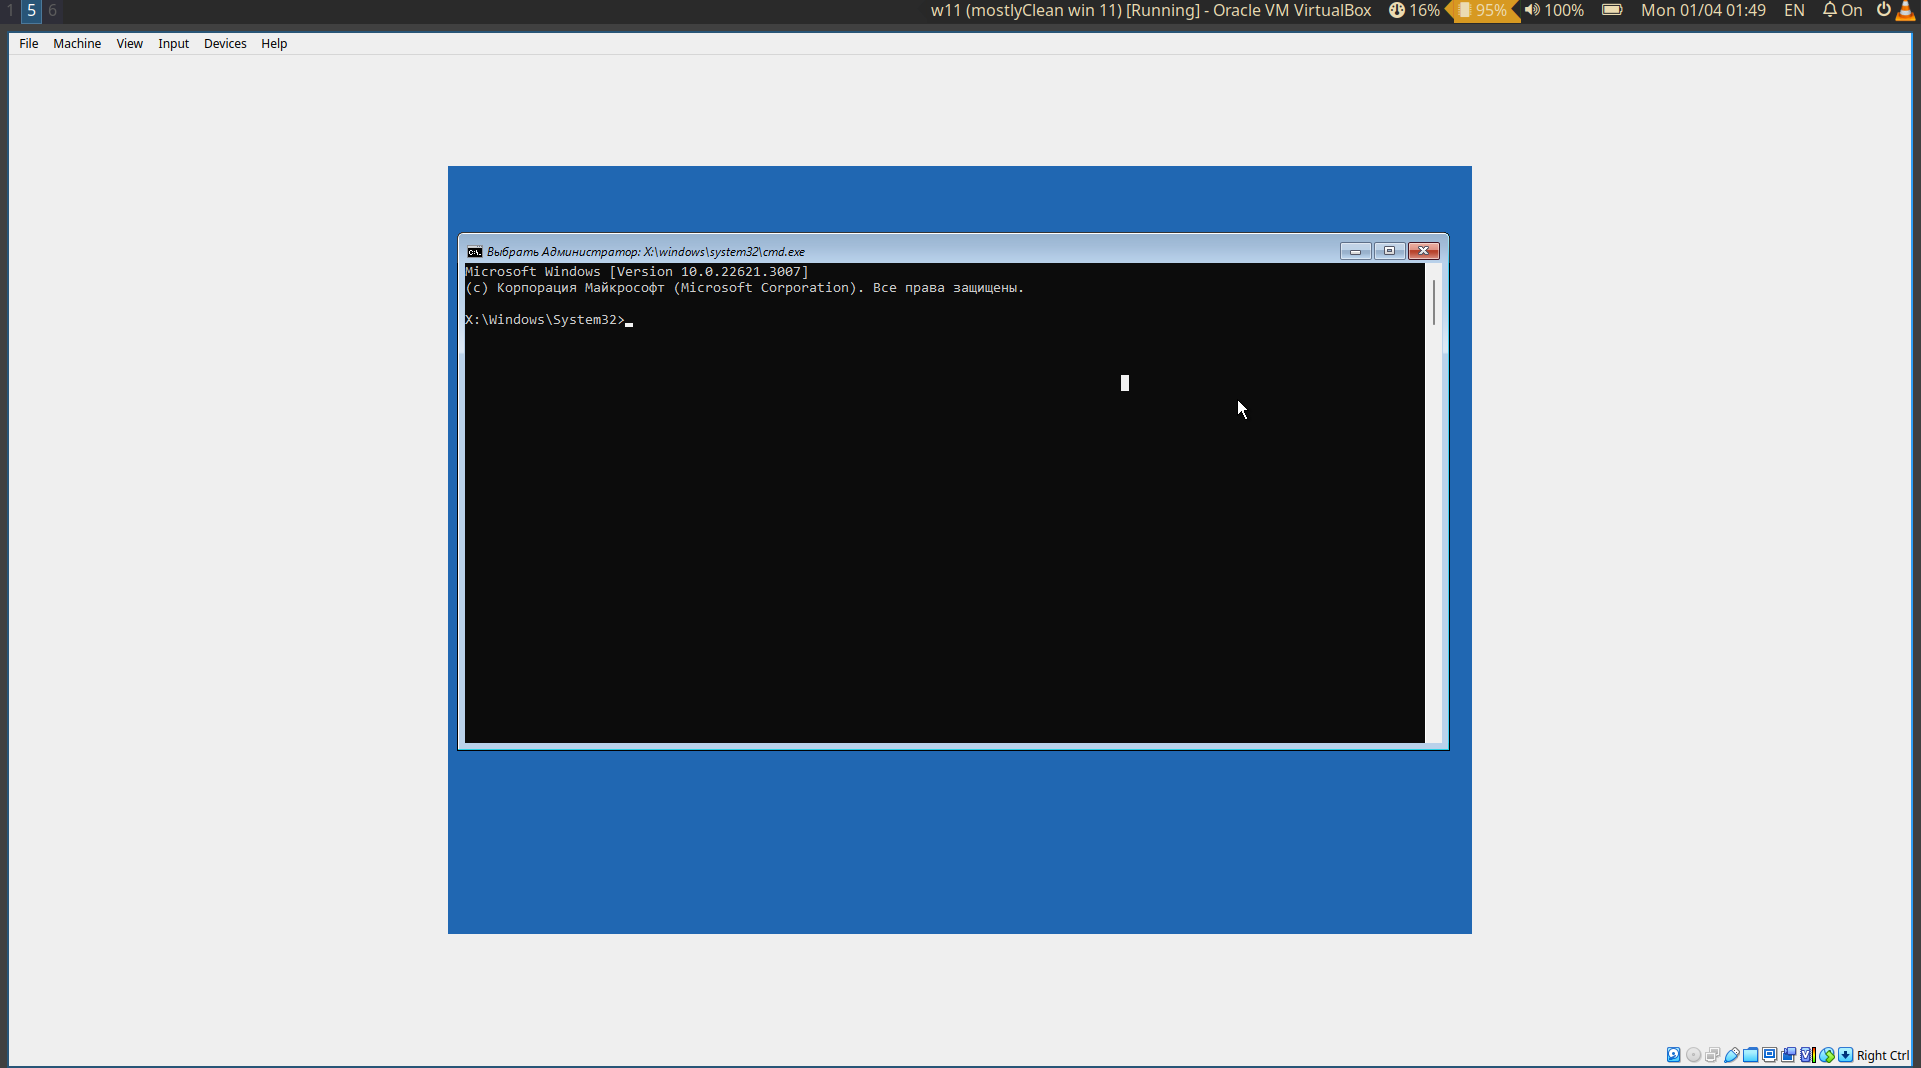 1 5 6 w11 (mostlyClean win 11) [Running] - Oracle VM VirtualBox 16% 95% 100% Mon 01/04 01:49 EN On
File Machine View Input Devices Help
Выбрать Администратор: X:\windows\system32\cmd.exe
Microsoft Windows [Version 10.0.22621.3007]
(c) Корпорация Майкрософт (Microsoft Corporation). Все права защищены.
X:\Windows\System32>
Right Ctrl